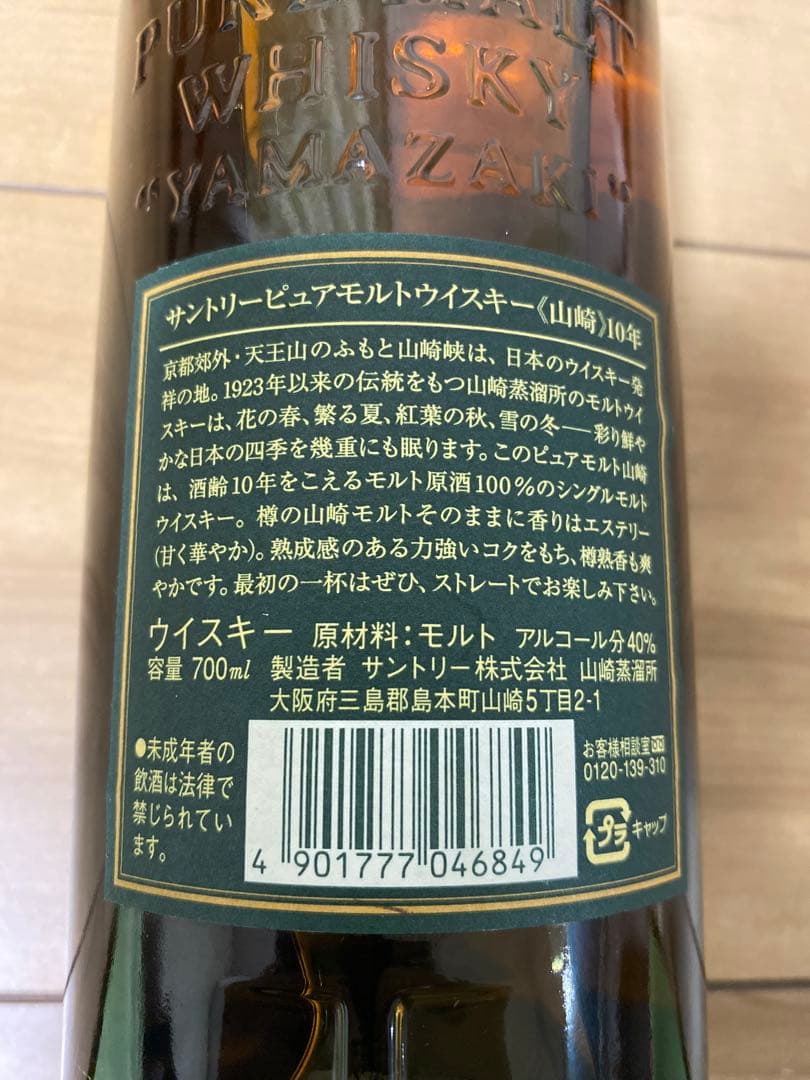 PURE MALT
WHISKY
"YAMAZAKI"
サントリーピュアモルトウイスキー《山崎》10年
京都郊外・天王山のふもと山崎峡は、日本のウイスキー発
祥の地。1923年以来の伝統をもつ山崎蒸溜所のモルトウイ
スキーは、花の春、繁る夏、紅葉の秋、雪の冬──彩り鮮や
かな日本の四季を幾重にも眠ります。このピュアモルト山崎
は、酒齢10年をこえるモルト原酒100%のシングルモルト
ウイスキー。樽の山崎モルトそのままに香りはエステリー
(甘く華やか)。熟成感のある力強いコクをもち、樽熟香も爽
やかです。最初の一杯はぜひ、ストレートでお楽しみ下さい。
ウイスキー 原材料:モルト アルコール分40%
容量 700ml 製造者 サントリー株式会社 山崎蒸溜所
大阪府三島郡島本町山崎5丁目2-1
●未成年者の
飲酒は法律で
禁じられてい
ます。
4 901777 046849
お客様相談室
0120-139-310
プラ キャップ